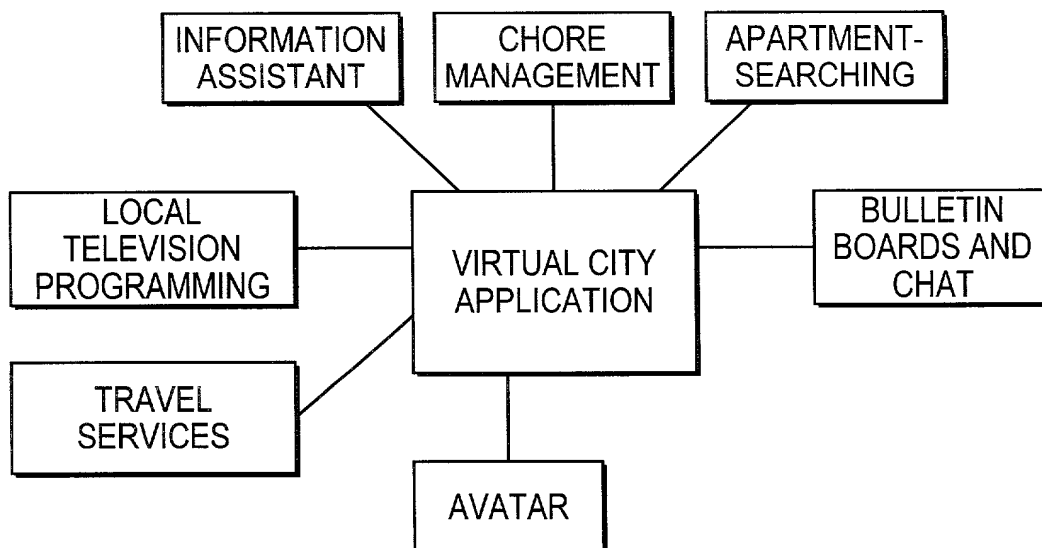 INFORMATION
ASSISTANT
CHORE
MANAGEMENT
APARTMENT-
SEARCHING
LOCAL
TELEVISION
PROGRAMMING
VIRTUAL CITY
APPLICATION
BULLETIN
BOARDS AND
CHAT
TRAVEL
SERVICES
AVATAR